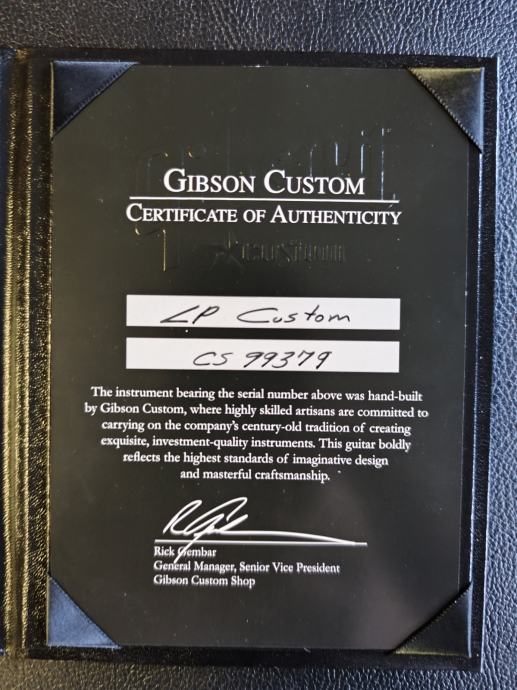 GIBSON CUSTOM
CERTIFICATE OF AUTHENTICITY
custom
LP Custom
CS 99379
The instrument bearing the serial number above was hand-built
by Gibson Custom, where highly skilled artisans are committed to
carrying on the company's century-old tradition of creating
exquisite, investment-quality instruments. This guitar boldly
reflects the highest standards of imaginative design
and masterful craftsmanship.
Rick Gembar
General Manager, Senior Vice President
Gibson Custom Shop